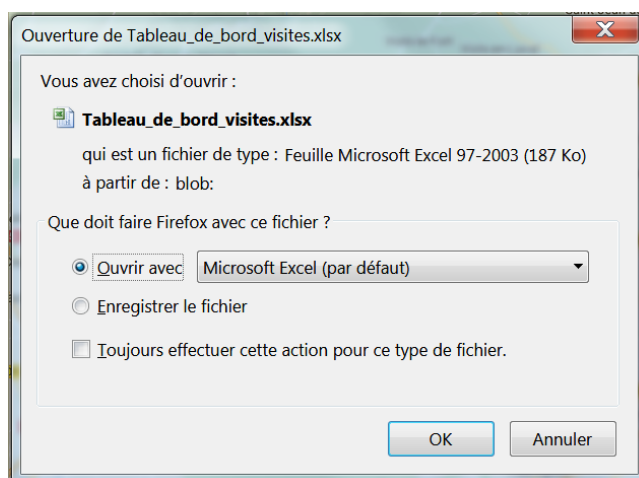 Ouverture de Tableau_de_bord_visites.xlsx
Vous avez choisi d'ouvrir :
Tableau_de_bord_visites.xlsx
qui est un fichier de type : Feuille Microsoft Excel 97-2003 (187 Ko)
à partir de : blob:
Que doit faire Firefox avec ce fichier ?
Ouvrir avec Microsoft Excel (par défaut)
Enregistrer le fichier
Toujours effectuer cette action pour ce type de fichier.
OK Annuler